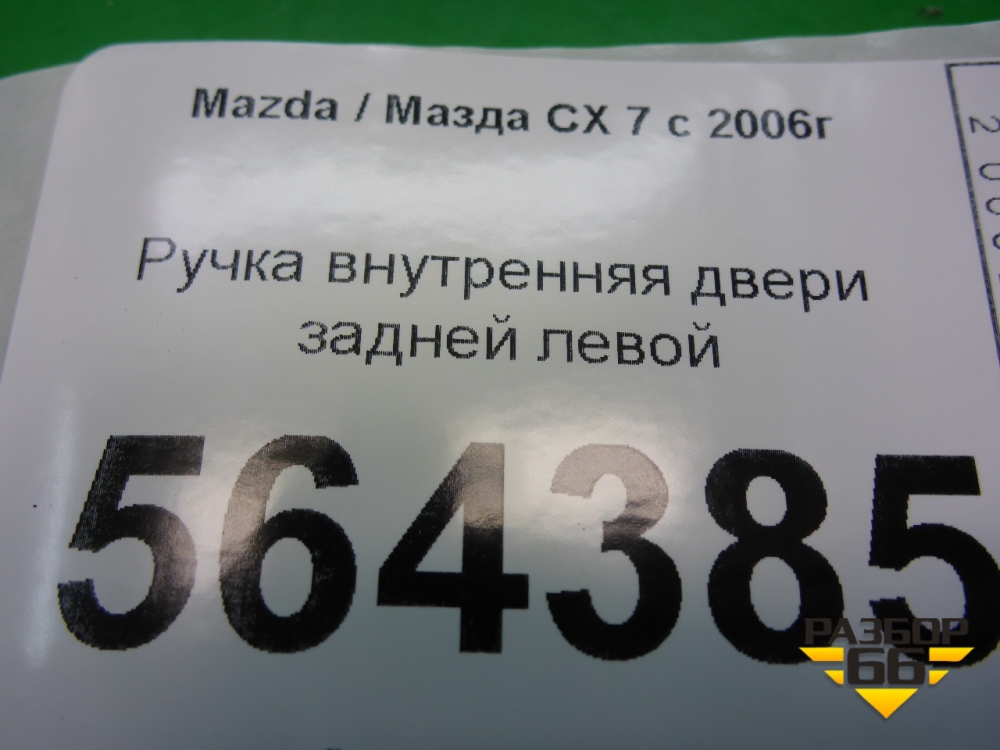 Mazda / Мазда CX 7 с 2006г
Ручка внутренняя двери
задней левой
564385
РАЗБОР
66